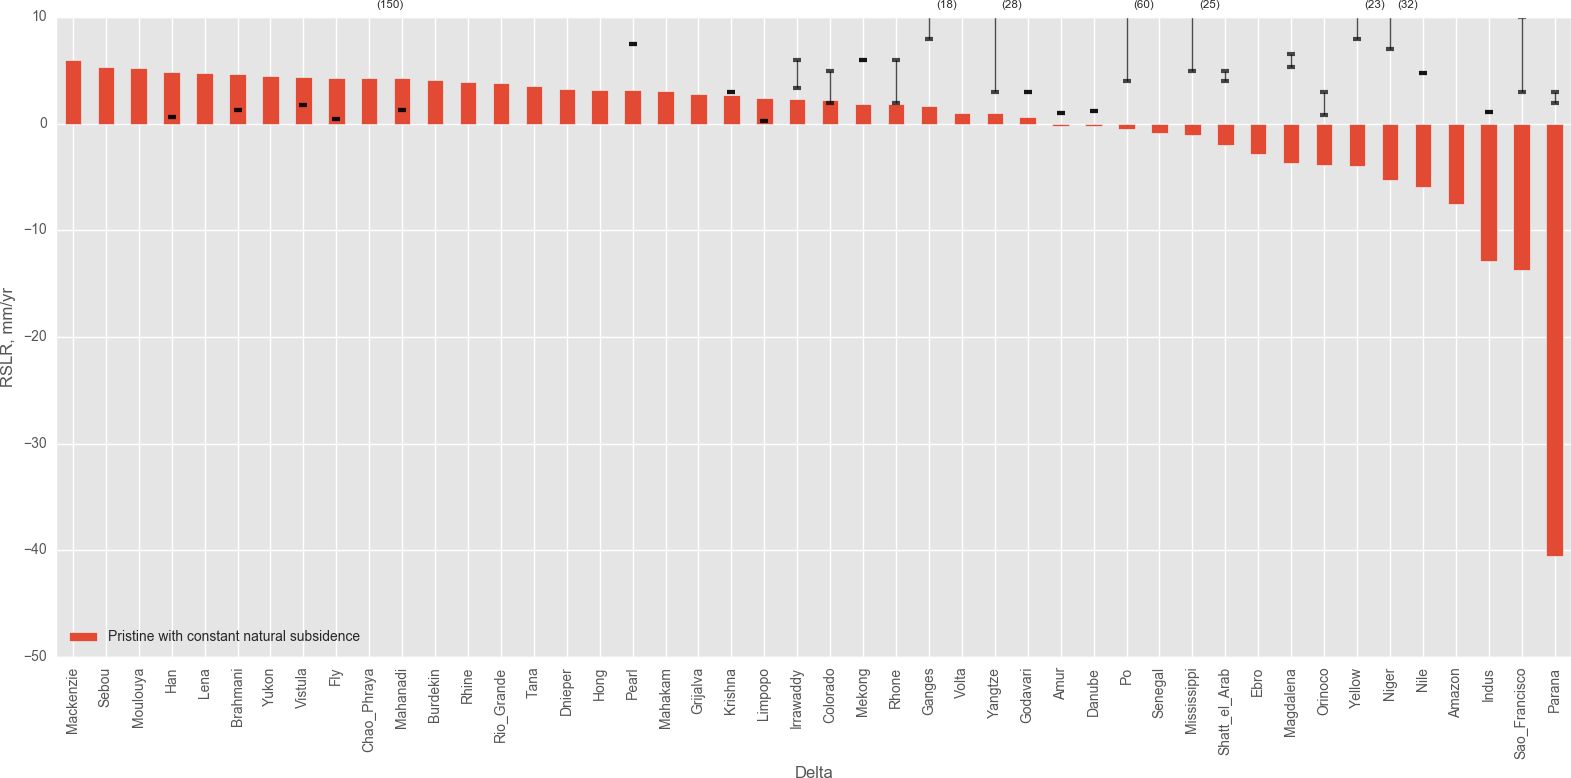 (150) (18) (28) (60) (25) (23) (32)
10
0
−10
−20
−30
−40
−50
RSLR, mm/yr
Pristine with constant natural subsidence
Mackenzie
Sebou
Moulouya
Han
Lena
Brahmani
Yukon
Vistula
Fly
Chao_Phraya
Mahanadi
Burdekin
Rhine
Rio_Grande
Tana
Dnieper
Hong
Pearl
Mahakam
Grijalva
Krishna
Limpopo
Irrawaddy
Colorado
Mekong
Rhone
Ganges
Volta
Yangtze
Godavari
Amur
Danube
Po
Senegal
Mississippi
Shatt_el_Arab
Ebro
Magdalena
Orinoco
Yellow
Niger
Nile
Amazon
Indus
Sao_Francisco
Parana
Delta